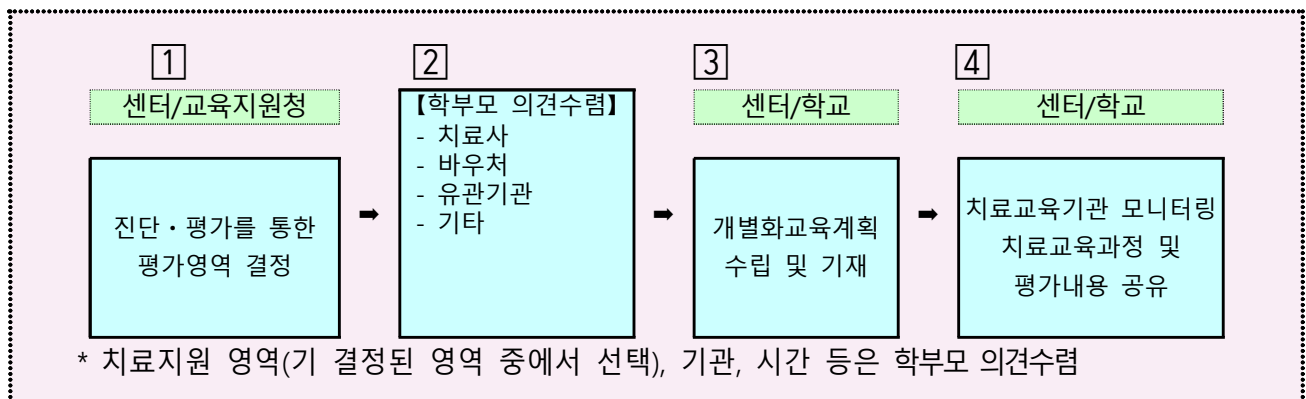 1
센터/교육지원청
진단・평가를 통한
평가영역 결정
➡
2
【학부모 의견수렴】
- 치료사
- 바우처
- 유관기관
- 기타
➡
3
센터/학교
개별화교육계획
수립 및 기재
➡
4
센터/학교
치료교육기관 모니터링
치료교육과정 및
평가내용 공유
* 치료지원 영역(기 결정된 영역 중에서 선택), 기관, 시간 등은 학부모 의견수렴